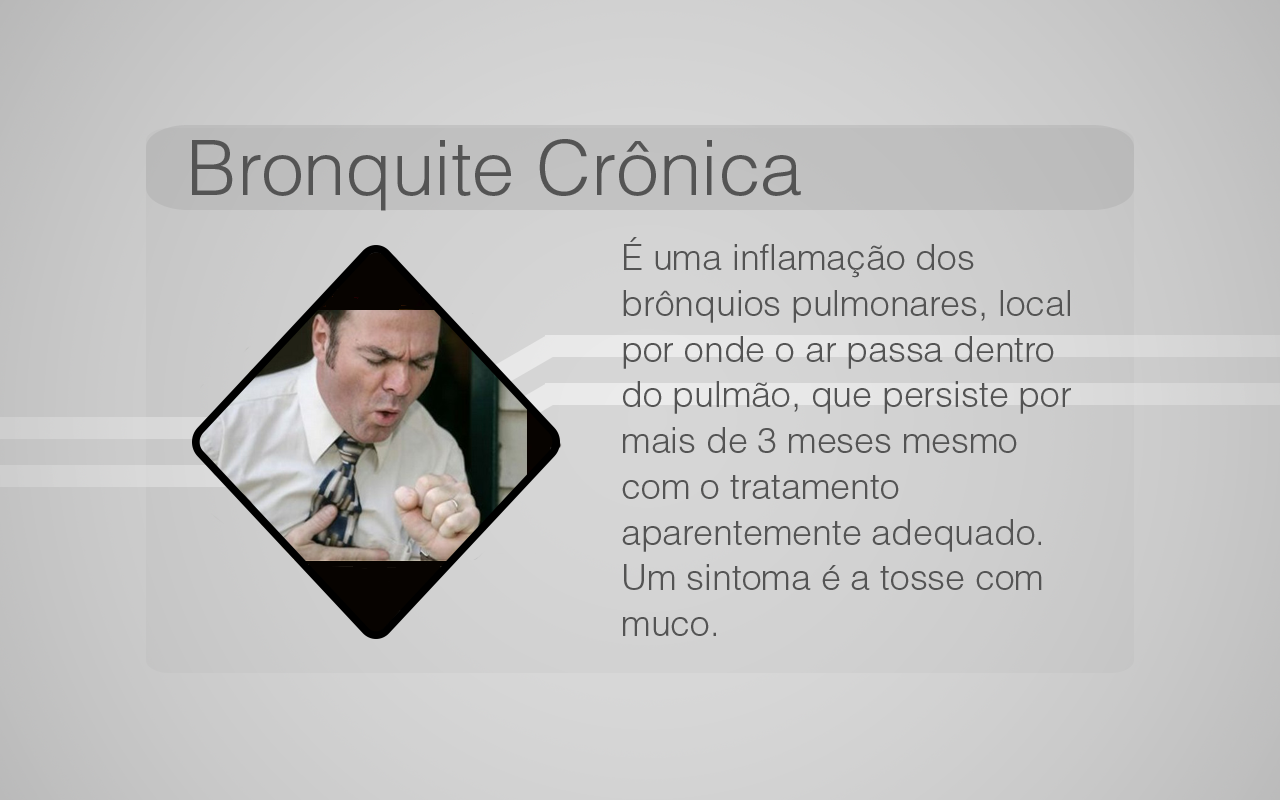 Bronquite Crônica
É uma inflamação dos
brônquios pulmonares, local
por onde o ar passa dentro
do pulmão, que persiste por
mais de 3 meses mesmo
com o tratamento
aparentemente adequado.
Um sintoma é a tosse com
muco.